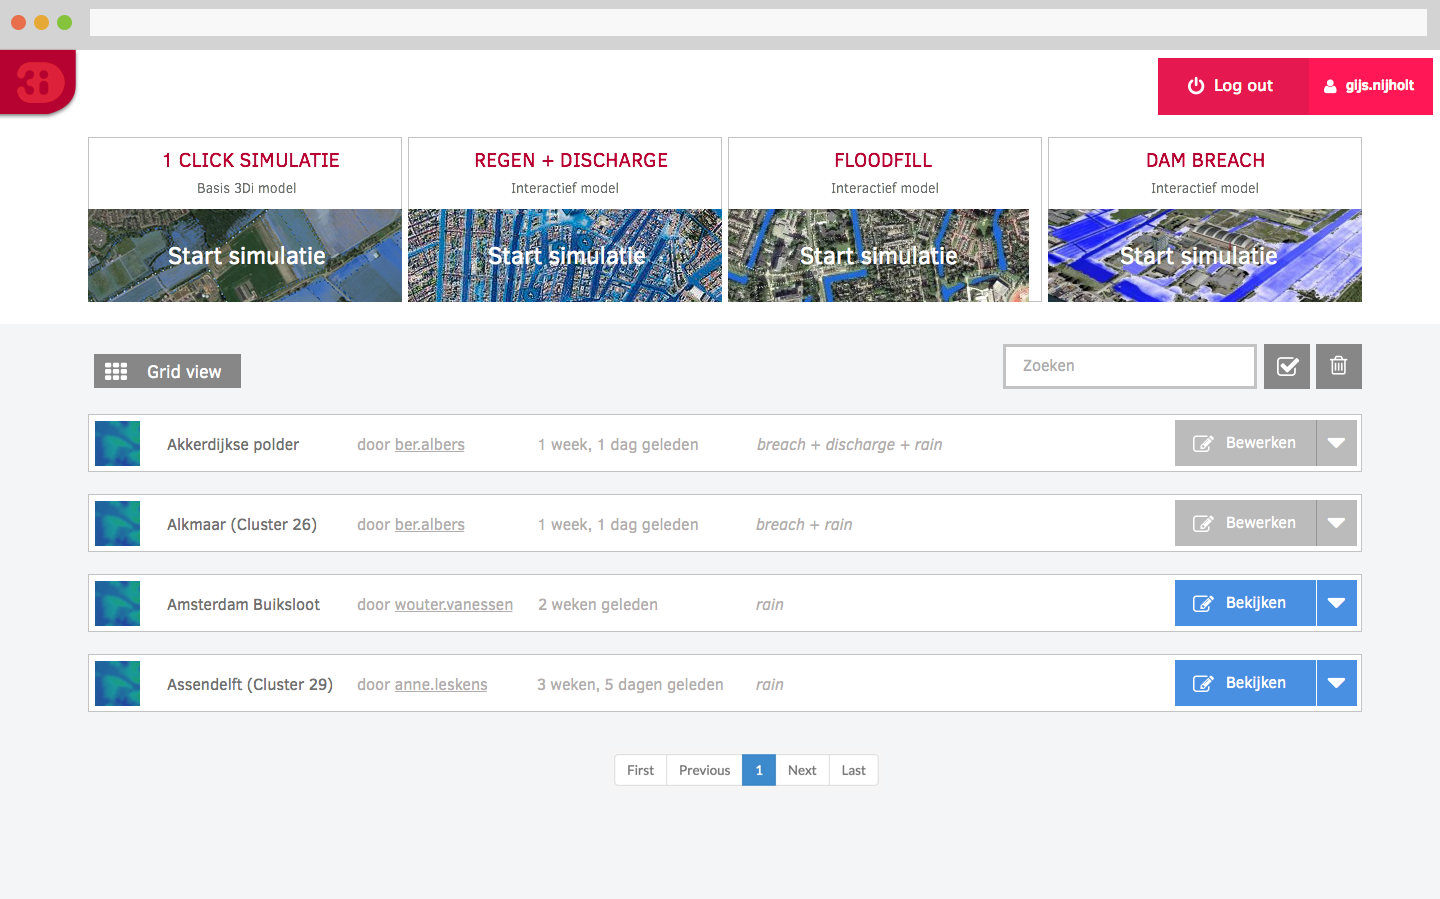 3i
Log out
gijs.nijholt
1 CLICK SIMULATIE
Basis 3Di model
Start simulatie
REGEN + DISCHARGE
Interactief model
Start simulatie
FLOODFILL
Interactief model
Start simulatie
DAM BREACH
Interactief model
Start simulatie
Grid view
Zoeken
Akkerdijkse polder door ber.albers 1 week, 1 dag geleden breach + discharge + rain Bewerken
Alkmaar (Cluster 26) door ber.albers 1 week, 1 dag geleden breach + rain Bewerken
Amsterdam Buiksloot door wouter.vanessen 2 weken geleden rain Bekijken
Assendelft (Cluster 29) door anne.leskens 3 weken, 5 dagen geleden rain Bekijken
First Previous 1 Next Last